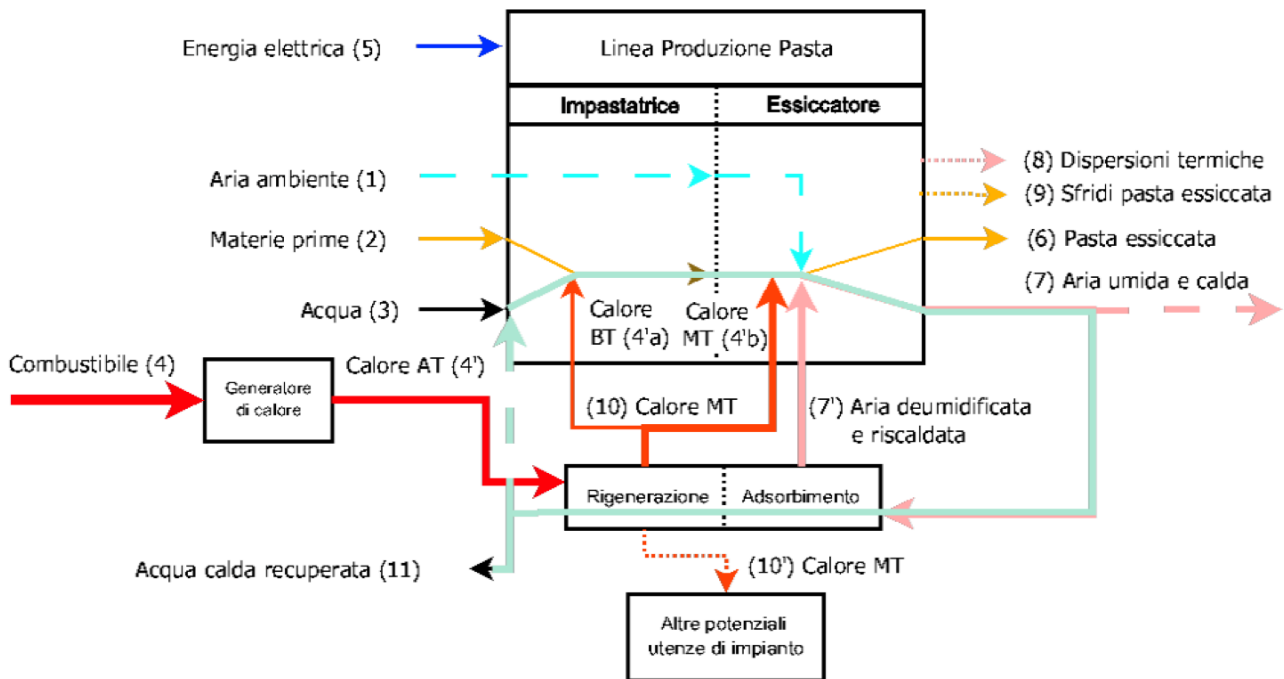 Energia elettrica (5)
Linea Produzione Pasta
Impastatrice
Essiccatore
Aria ambiente (1)
(8) Dispersioni termiche
(9) Sfridi pasta essiccata
Materie prime (2)
(6) Pasta essiccata
(7) Aria umida e calda
Acqua (3)
Calore
BT (4'a)
Calore
MT (4'b)
Combustibile (4)
Calore AT (4')
Generatore
di calore
(10) Calore MT
(7') Aria deumidificata
e riscaldata
Rigenerazione
Adsorbimento
Acqua calda recuperata (11)
(10') Calore MT
Altre potenziali
utenze di impianto